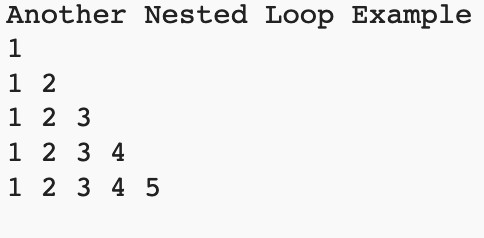 Another Nested Loop Example
1
1 2
1 2 3
1 2 3 4
1 2 3 4 5